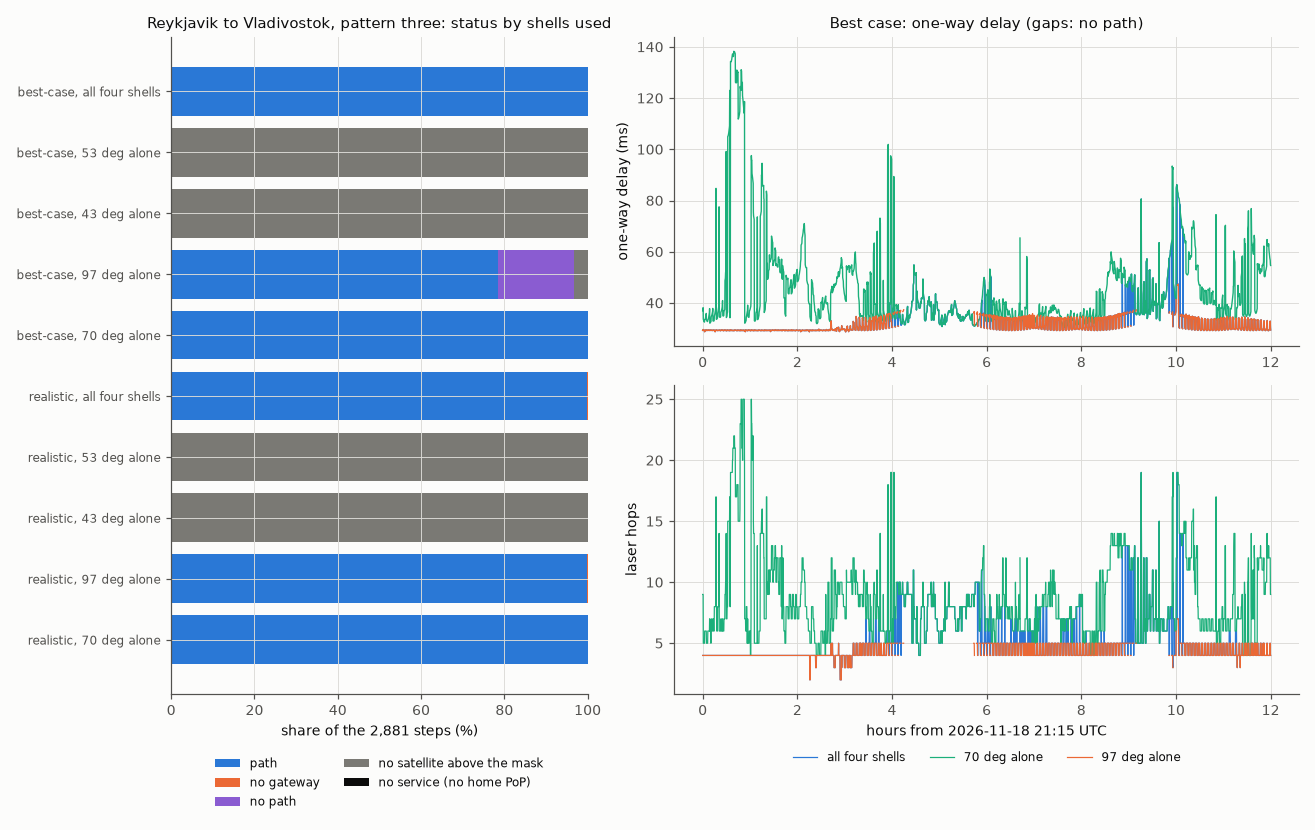 Reykjavik to Vladivostok, pattern three: status by shells used
best-case, all four shells
best-case, 53 deg alone
best-case, 43 deg alone
best-case, 97 deg alone
best-case, 70 deg alone
realistic, all four shells
realistic, 53 deg alone
realistic, 43 deg alone
realistic, 97 deg alone
realistic, 70 deg alone
0 20 40 60 80 100
share of the 2,881 steps (%)
path
no gateway
no path
no satellite above the mask
no service (no home PoP)
Best case: one-way delay (gaps: no path)
one-way delay (ms)
140
120
100
80
60
40
0 2 4 6 8 10 12
laser hops
25
20
15
10
5
0 2 4 6 8 10 12
hours from 2026-11-18 21:15 UTC
all four shells
70 deg alone
97 deg alone